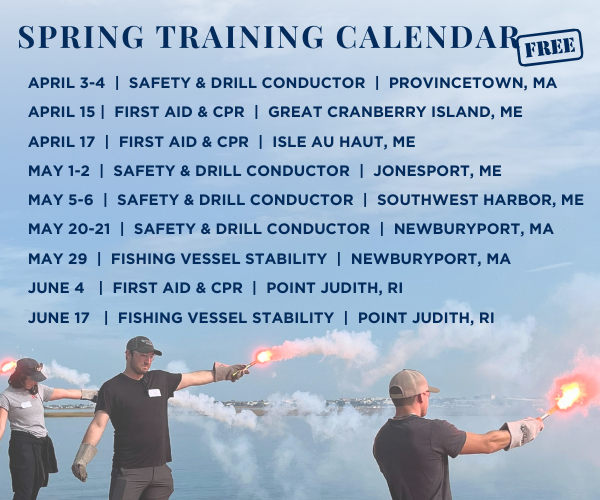 SPRING TRAINING CALENDAR
FREE
APRIL 3-4 | SAFETY & DRILL CONDUCTOR | PROVINCETOWN, MA
APRIL 15 | FIRST AID & CPR | GREAT CRANBERRY ISLAND, ME
APRIL 17 | FIRST AID & CPR | ISLE AU HAUT, ME
MAY 1-2 | SAFETY & DRILL CONDUCTOR | JONESPORT, ME
MAY 5-6 | SAFETY & DRILL CONDUCTOR | SOUTHWEST HARBOR, ME
MAY 20-21 | SAFETY & DRILL CONDUCTOR | NEWBURYPORT, MA
MAY 29 | FISHING VESSEL STABILITY | NEWBURYPORT, MA
JUNE 4 | FIRST AID & CPR | POINT JUDITH, RI
JUNE 17 | FISHING VESSEL STABILITY | POINT JUDITH, RI